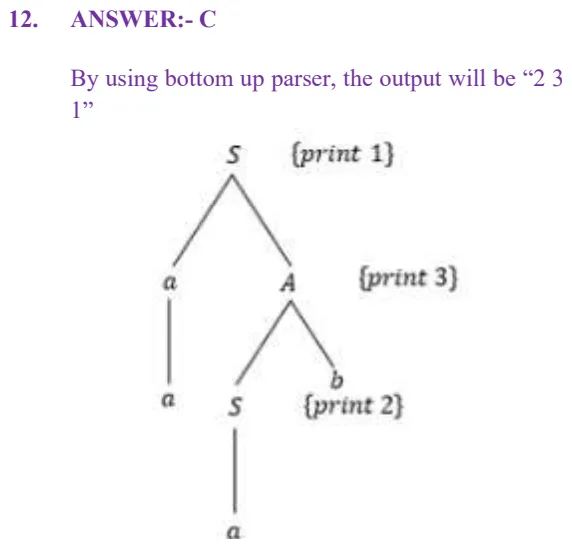 12. ANSWER:- C
By using bottom up parser, the output will be “2 3
1”
S {print 1}
a A {print 3}
b
a S {print 2}
a